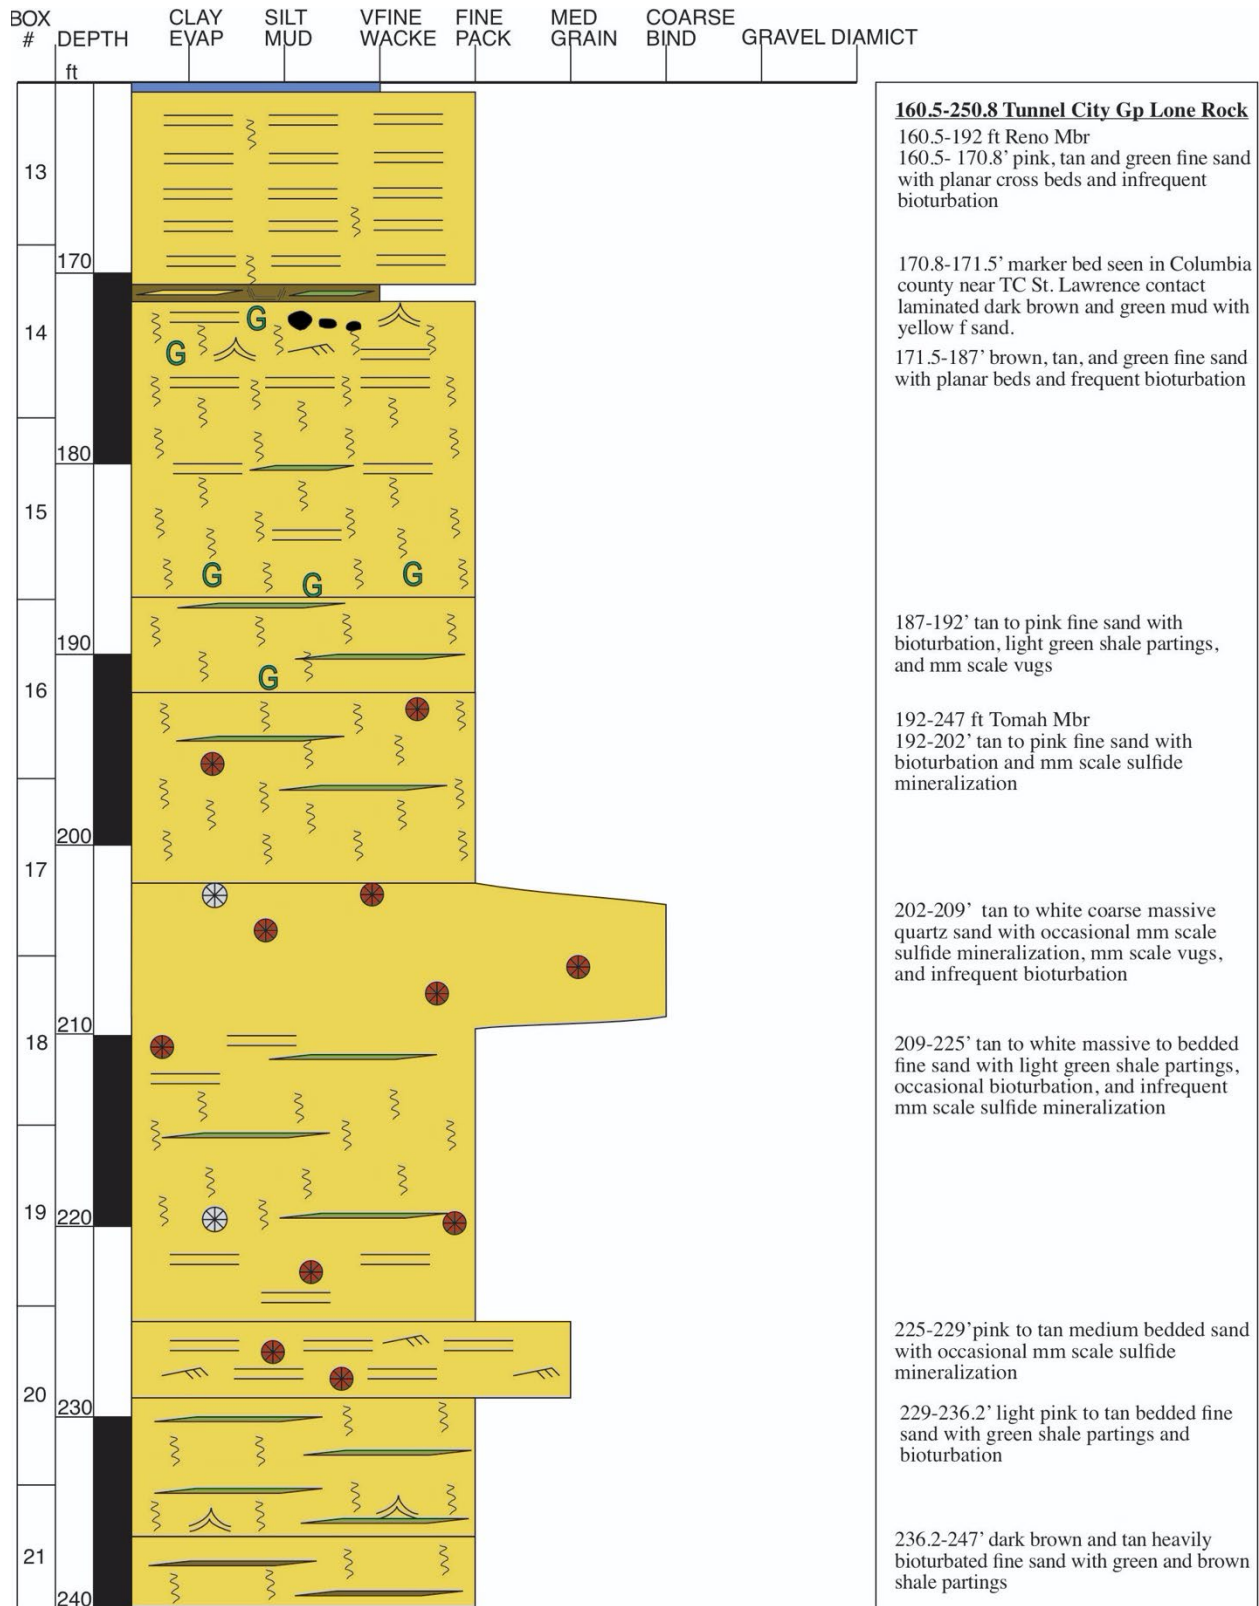 BOX # DEPTH
ft
CLAY EVAP
SILT MUD
VFINE WACKE
FINE PACK
MED GRAIN
COARSE BIND
GRAVEL DIAMICT
13
14
15
16
17
18
19
20
21
170
180
190
200
210
220
230
240
G
G
G
G
G
G
160.5-250.8 Tunnel City Gp Lone Rock
160.5-192 ft Reno Mbr
160.5- 170.8’ pink, tan and green fine sand
with planar cross beds and infrequent
bioturbation
170.8-171.5’ marker bed seen in Columbia
county near TC St. Lawrence contact
laminated dark brown and green mud with
yellow f sand.
171.5-187’ brown, tan, and green fine sand
with planar beds and frequent bioturbation
187-192’ tan to pink fine sand with
bioturbation, light green shale partings,
and mm scale vugs
192-247 ft Tomah Mbr
192-202’ tan to pink fine sand with
bioturbation and mm scale sulfide
mineralization
202-209’ tan to white coarse massive
quartz sand with occasional mm scale
sulfide mineralization, mm scale vugs,
and infrequent bioturbation
209-225’ tan to white massive to bedded
fine sand with light green shale partings,
occasional bioturbation, and infrequent
mm scale sulfide mineralization
225-229’pink to tan medium bedded sand
with occasional mm scale sulfide
mineralization
229-236.2’ light pink to tan bedded fine
sand with green shale partings and
bioturbation
236.2-247’ dark brown and tan heavily
bioturbated fine sand with green and brown
shale partings